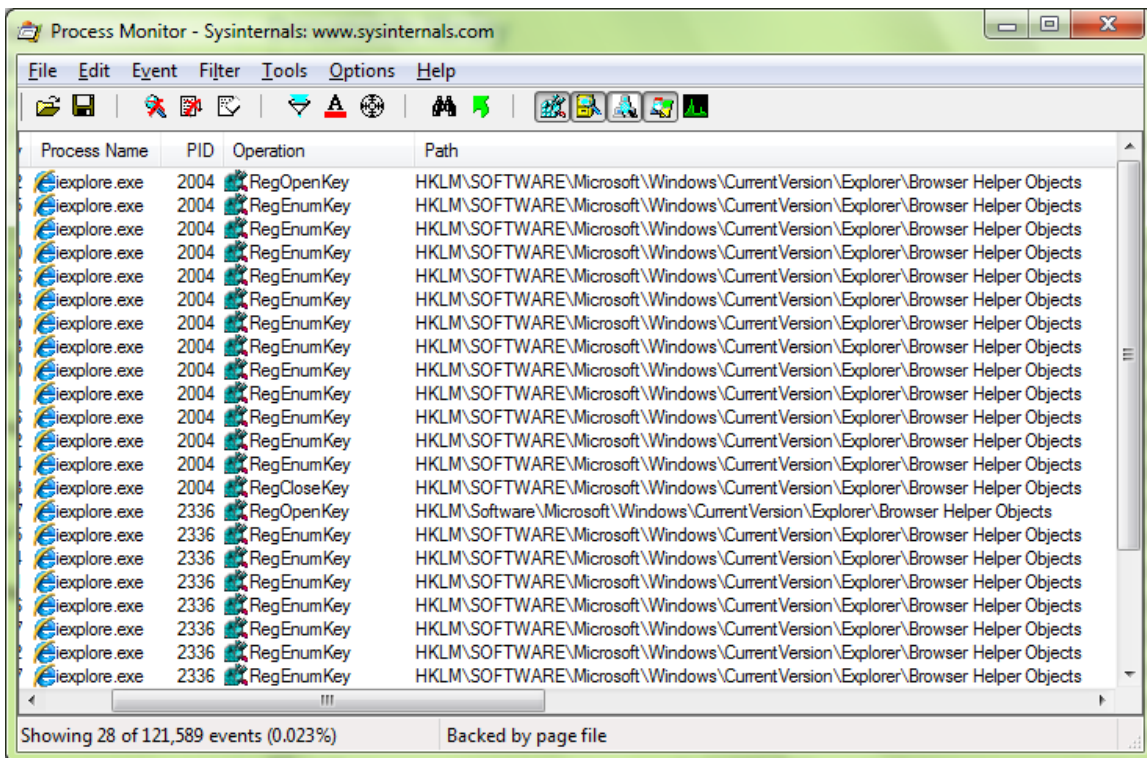 Process Monitor - Sysinternals: www.sysinternals.com
File Edit Event Filter Tools Options Help
Process Name PID Operation Path
iexplore.exe 2004 RegOpenKey HKLM\SOFTWARE\Microsoft\Windows\CurrentVersion\Explorer\Browser Helper Objects
iexplore.exe 2004 RegEnumKey HKLM\SOFTWARE\Microsoft\Windows\CurrentVersion\Explorer\Browser Helper Objects
iexplore.exe 2004 RegEnumKey HKLM\SOFTWARE\Microsoft\Windows\CurrentVersion\Explorer\Browser Helper Objects
iexplore.exe 2004 RegEnumKey HKLM\SOFTWARE\Microsoft\Windows\CurrentVersion\Explorer\Browser Helper Objects
iexplore.exe 2004 RegEnumKey HKLM\SOFTWARE\Microsoft\Windows\CurrentVersion\Explorer\Browser Helper Objects
iexplore.exe 2004 RegEnumKey HKLM\SOFTWARE\Microsoft\Windows\CurrentVersion\Explorer\Browser Helper Objects
iexplore.exe 2004 RegEnumKey HKLM\SOFTWARE\Microsoft\Windows\CurrentVersion\Explorer\Browser Helper Objects
iexplore.exe 2004 RegEnumKey HKLM\SOFTWARE\Microsoft\Windows\CurrentVersion\Explorer\Browser Helper Objects
iexplore.exe 2004 RegEnumKey HKLM\SOFTWARE\Microsoft\Windows\CurrentVersion\Explorer\Browser Helper Objects
iexplore.exe 2004 RegEnumKey HKLM\SOFTWARE\Microsoft\Windows\CurrentVersion\Explorer\Browser Helper Objects
iexplore.exe 2004 RegEnumKey HKLM\SOFTWARE\Microsoft\Windows\CurrentVersion\Explorer\Browser Helper Objects
iexplore.exe 2004 RegEnumKey HKLM\SOFTWARE\Microsoft\Windows\CurrentVersion\Explorer\Browser Helper Objects
iexplore.exe 2004 RegEnumKey HKLM\SOFTWARE\Microsoft\Windows\CurrentVersion\Explorer\Browser Helper Objects
iexplore.exe 2004 RegCloseKey HKLM\SOFTWARE\Microsoft\Windows\CurrentVersion\Explorer\Browser Helper Objects
iexplore.exe 2336 RegOpenKey HKLM\Software\Microsoft\Windows\CurrentVersion\Explorer\Browser Helper Objects
iexplore.exe 2336 RegEnumKey HKLM\SOFTWARE\Microsoft\Windows\CurrentVersion\Explorer\Browser Helper Objects
iexplore.exe 2336 RegEnumKey HKLM\SOFTWARE\Microsoft\Windows\CurrentVersion\Explorer\Browser Helper Objects
iexplore.exe 2336 RegEnumKey HKLM\SOFTWARE\Microsoft\Windows\CurrentVersion\Explorer\Browser Helper Objects
iexplore.exe 2336 RegEnumKey HKLM\SOFTWARE\Microsoft\Windows\CurrentVersion\Explorer\Browser Helper Objects
iexplore.exe 2336 RegEnumKey HKLM\SOFTWARE\Microsoft\Windows\CurrentVersion\Explorer\Browser Helper Objects
iexplore.exe 2336 RegEnumKey HKLM\SOFTWARE\Microsoft\Windows\CurrentVersion\Explorer\Browser Helper Objects
iexplore.exe 2336 RegEnumKey HKLM\SOFTWARE\Microsoft\Windows\CurrentVersion\Explorer\Browser Helper Objects
Showing 28 of 121,589 events (0.023%) Backed by page file